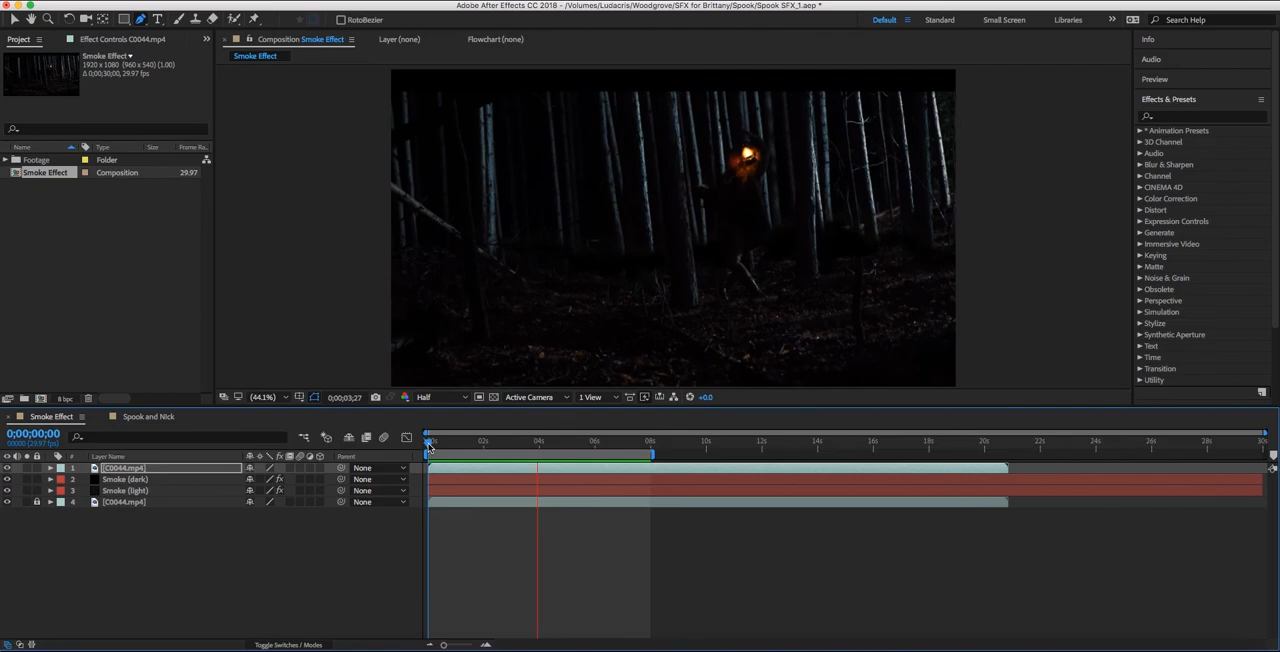 Adobe After Effects CC 2018 - /Volumes/Ludacris/Woodgrove/SFX for Brittany/Spook/Spook SFX_1.aep *
RotoBezier
Default
Standard
Small Screen
Libraries
Search Help
Project
Effect Controls C0044.mp4
Composition Smoke Effect
Layer (none)
Flowchart (none)
Smoke Effect
Smoke Effect
1920 x 1080 (960 x 540) (1.00)
Δ 0;00;30;00, 29.97 fps
Name
Type
Size
Frame Ra..
Footage
Folder
Smoke Effect
Composition
29.97
8 bpc
(44.1%)
0;00;03;27
Half
Active Camera
1 View
+0.0
Info
Audio
Preview
Effects & Presets
* Animation Presets
3D Channel
Audio
Blur & Sharpen
Channel
CINEMA 4D
Color Correction
Distort
Expression Controls
Generate
Immersive Video
Keying
Matte
Noise & Grain
Obsolete
Perspective
Simulation
Stylize
Synthetic Aperture
Text
Time
Transition
Utility
Smoke Effect
Spook and NIck
0;00;00;00
00000 (29.97 fps)
# Layer Name
fx
Parent
1 [C0044.mp4] None
2 Smoke (dark) fx None
3 Smoke (light) fx None
4 [C0044.mp4] None
02s 04s 06s 08s 10s 12s 14s 16s 18s 20s 22s 24s 26s 28s 30s
Toggle Switches / Modes